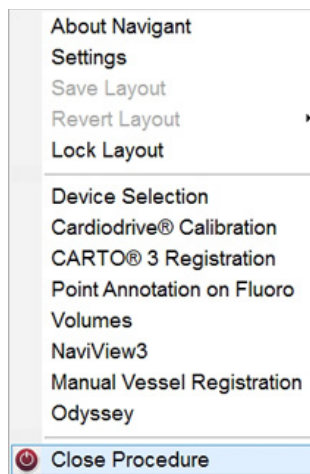 About Navigant
Settings
Save Layout
Revert Layout
Lock Layout
Device Selection
Cardiodrive® Calibration
CARTO® 3 Registration
Point Annotation on Fluoro
Volumes
NaviView3
Manual Vessel Registration
Odyssey
Close Procedure